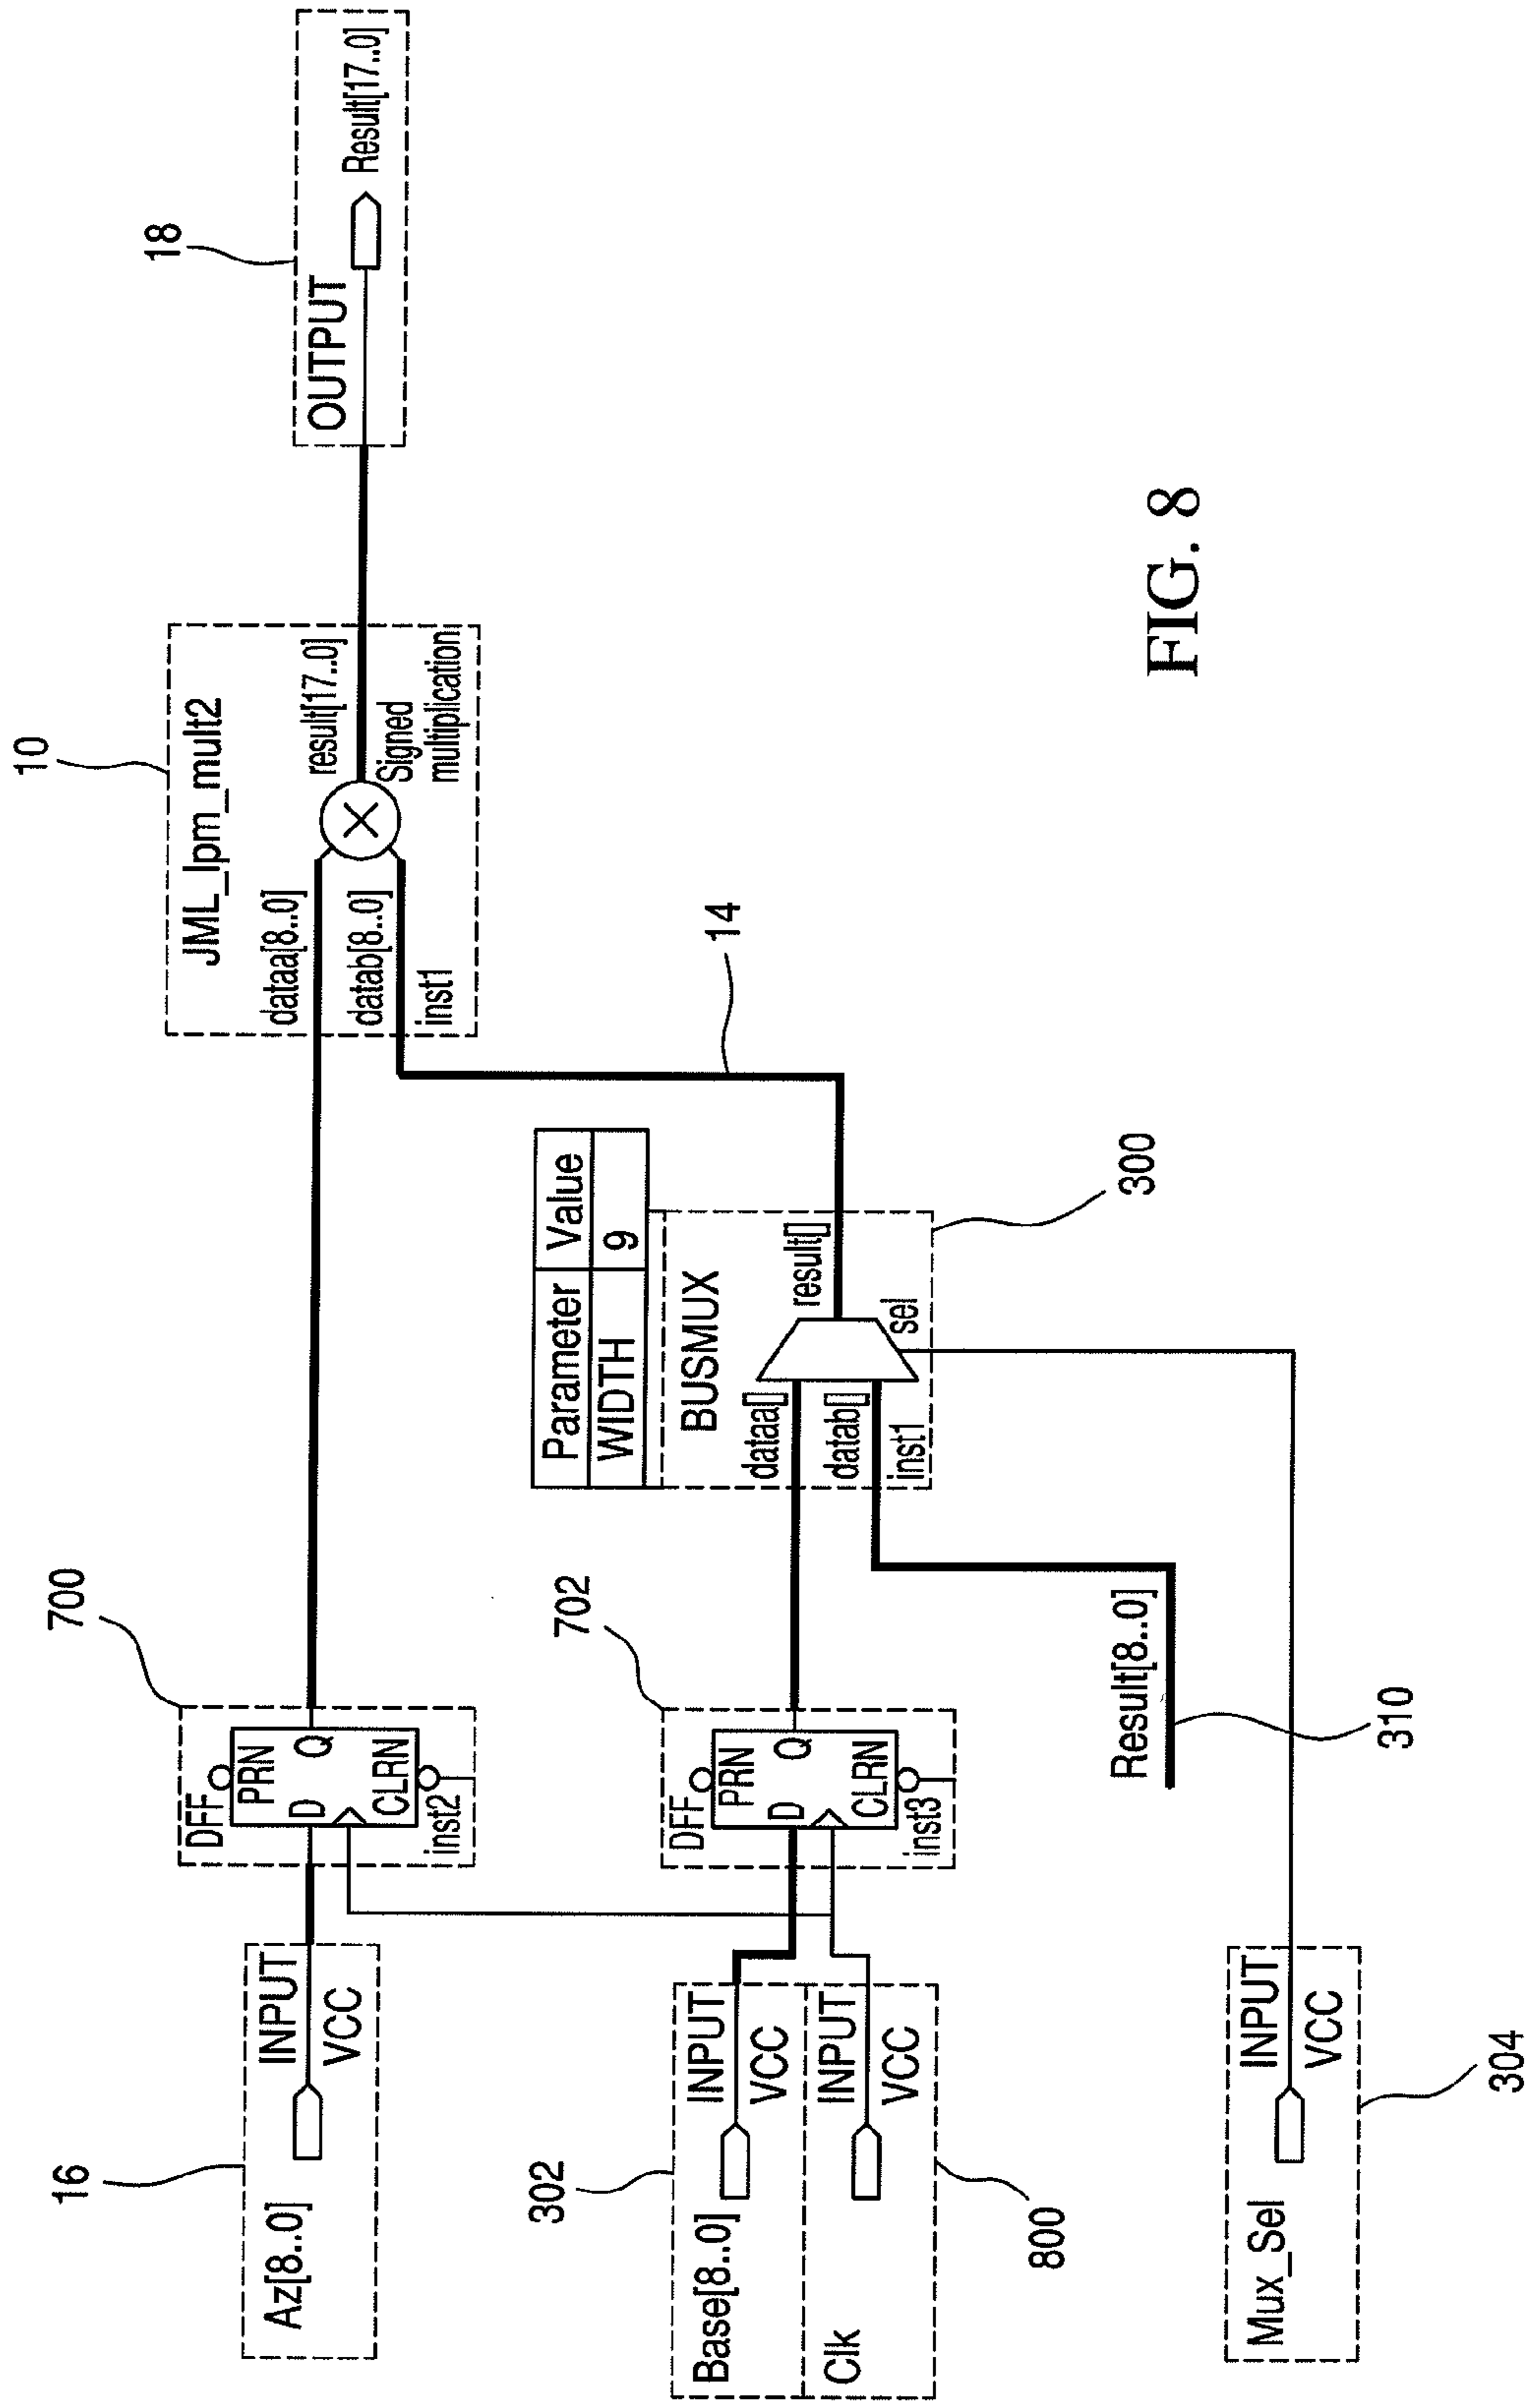 16
Az[8..0]
INPUT
VCC
700
DFF
PRN
D
Q
CLRN
inst2
10
JML_lpm_mult2
dataa[8..0]
result[17..0]
datab[8..0]
Signed
multiplication
inst1
18
OUTPUT
Result[17..0]
302
Base[8..0]
INPUT
VCC
Clk
INPUT
VCC
800
702
DFF
PRN
D
Q
CLRN
inst3
Parameter
Value
WIDTH
9
BUSMUX
dataa[]
result[]
datab[]
sel
inst1
300
14
Result[8..0]
310
Mux_Sel
INPUT
VCC
304
FIG. 8